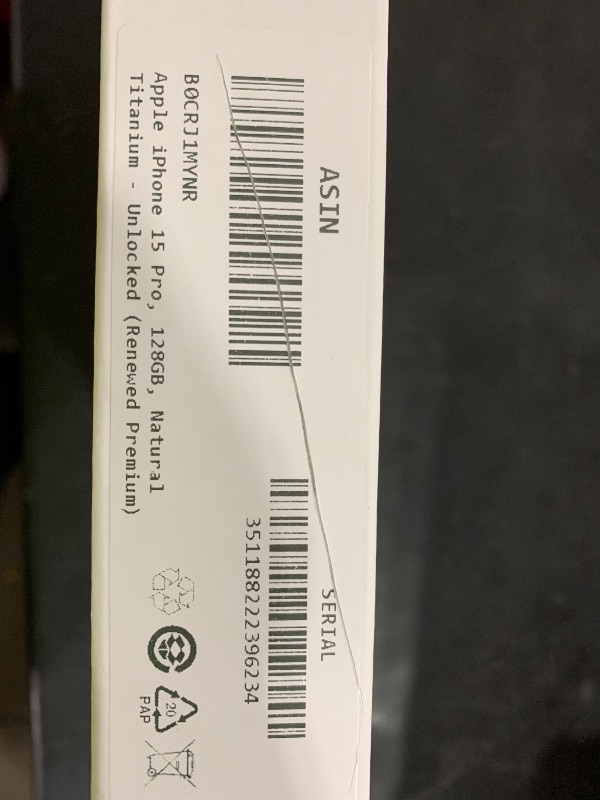 ASIN
B0CRJ1MYNR
Apple iPhone 15 Pro, 128GB, Natural
Titanium - Unlocked (Renewed Premium)
SERIAL
351188222396234
20
PAP